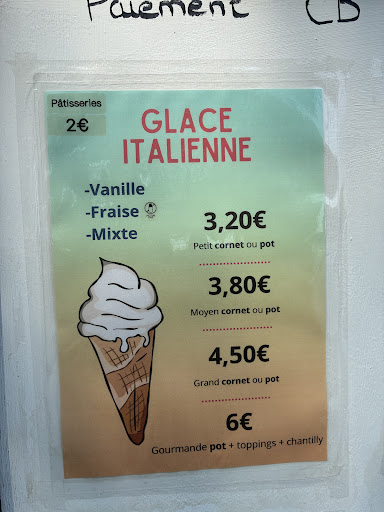 Paiement CB
Pâtisseries
2€
GLACE
ITALIENNE
-Vanille
-Fraise
-Mixte
3,20€
Petit cornet ou pot
3,80€
Moyen cornet ou pot
4,50€
Grand cornet ou pot
6€
Gourmande pot + toppings + chantilly